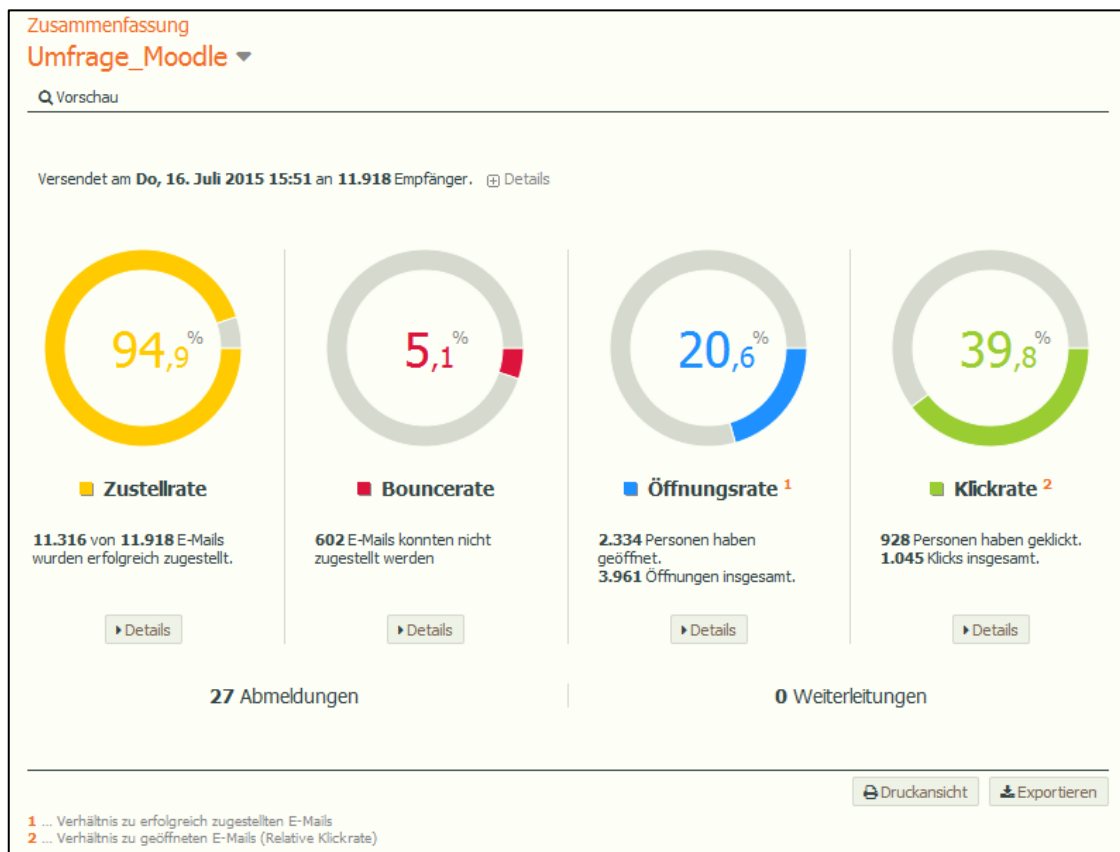 Zusammenfassung
Umfrage_Moodle
Vorschau
Versendet am Do, 16. Juli 2015 15:51 an 11.918 Empfänger. Details
94,9%
5,1%
20,6%
39,8%
Zustellrate
Bouncerate
Öffnungsrate 1
Klickrate 2
11.316 von 11.918 E-Mails
wurden erfolgreich zugestellt.
602 E-Mails konnten nicht
zugestellt werden
2.334 Personen haben
geöffnet.
3.961 Öffnungen insgesamt.
928 Personen haben geklickt.
1.045 Klicks insgesamt.
Details
Details
Details
Details
27 Abmeldungen
0 Weiterleitungen
Druckansicht
Exportieren
1 ... Verhältnis zu erfolgreich zugestellten E-Mails
2 ... Verhältnis zu geöffneten E-Mails (Relative Klickrate)